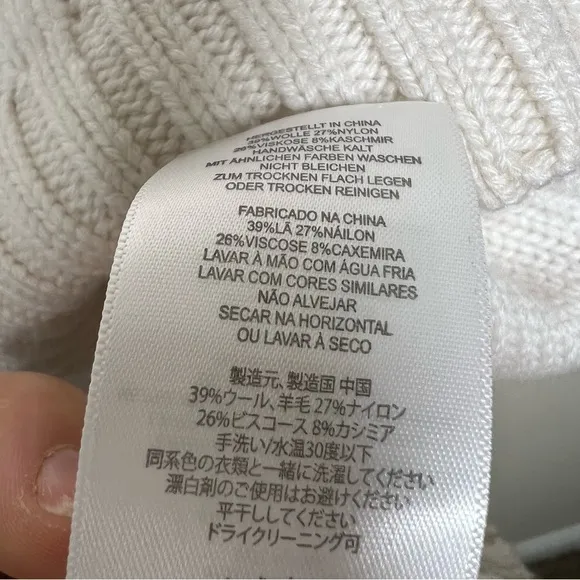 HERGESTELLT IN CHINA
39%WOLLE 27%NYLON
26%VISKOSE 8%KASCHMIR
HANDWÄSCHE KALT
MIT ÄHNLICHEN FARBEN WASCHEN
NICHT BLEICHEN
ZUM TROCKNEN FLACH LEGEN
ODER TROCKEN REINIGEN
FABRICADO NA CHINA
39%LÃ 27%NÁILON
26%VISCOSE 8%CAXEMIRA
LAVAR À MÃO COM ÁGUA FRIA
LAVAR COM CORES SIMILARES
NÃO ALVEJAR
SECAR NA HORIZONTAL
OU LAVAR À SECO
製造元、製造国 中国
39%ウール、羊毛 27%ナイロン
26%ビスコース 8%カシミア
手洗い/水温30度以下
同系色の衣類と一緒に洗濯してください
漂白剤のご使用はお避けください
平干ししてください
ドライクリーニング可